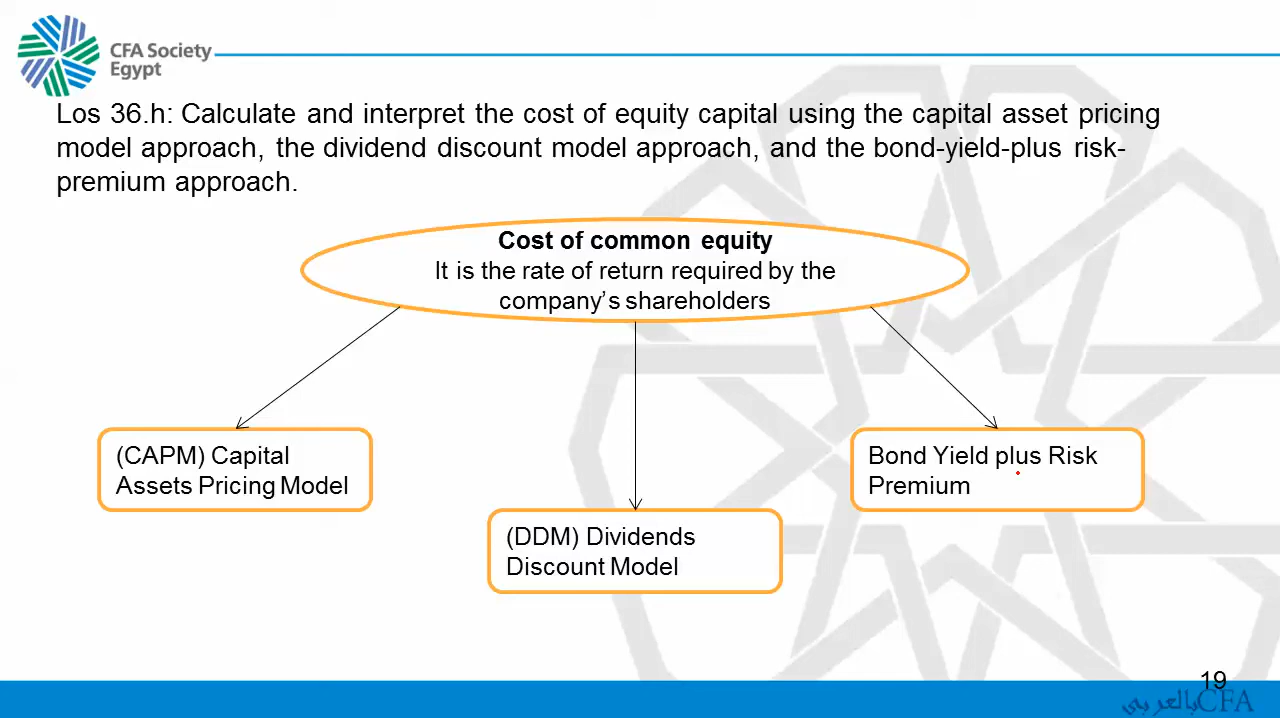 CFA Society
Egypt
Los 36.h: Calculate and interpret the cost of equity capital using the capital asset pricing
model approach, the dividend discount model approach, and the bond-yield-plus risk-
premium approach.
Cost of common equity
It is the rate of return required by the
company's shareholders
(CAPM) Capital
Assets Pricing Model
Bond Yield plus Risk
Premium
(DDM) Dividends
Discount Model
19
CFA بالعربي